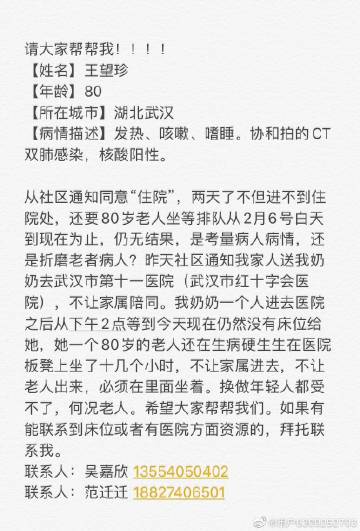 请大家帮帮我！！！！
【姓名】王望珍
【年龄】80
【所在城市】湖北武汉
【病情描述】发热、咳嗽、嗜睡。协和拍的CT
双肺感染，核酸阳性。
从社区通知同意“住院”，两天了不但进不到住
院处，还要80岁老人坐等排队从2月6号白天
到现在为止，仍无结果，是考量病人病情，还
是折磨老者病人？昨天社区通知我家人送我奶
奶去武汉市第十一医院（武汉市红十字会医
院），不让家属陪同。我奶奶一个人进去医院
之后从下午2点等到今天现在仍然没有床位给
她，她一个80岁的老人还在生病硬生生在医院
板凳上坐了十几个小时，不让家属进去，不让
老人出来，必须在里面坐着。换做年轻人都受
不了，何况老人。希望大家帮帮我们。如果有
能联系到床位或者有医院方面资源的，拜托联
系我。
联系人：吴嘉欣 13554050402
联系人：范迁迁 18827406501